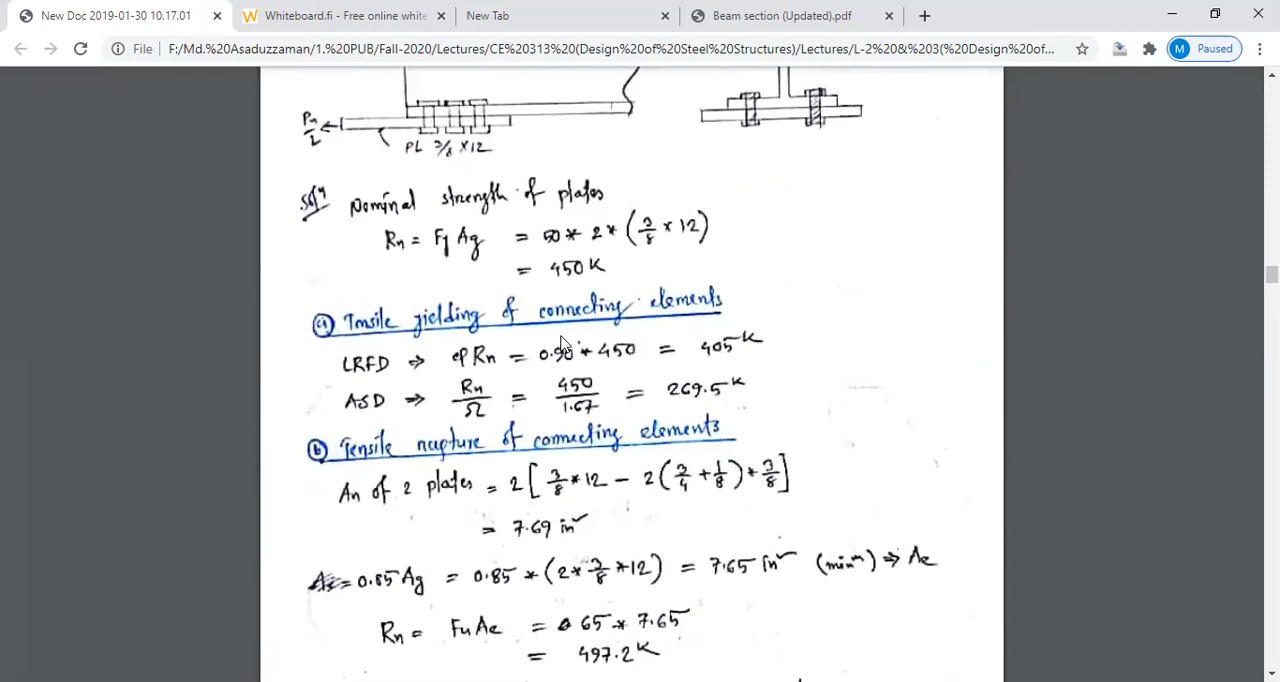 New Doc 2019-01-30 10.17.01
Whiteboard.fi - Free online white
New Tab
Beam section (Updated).pdf
File F:/Md.%20Asaduzzaman/1.%20PUB/Fall-2020/Lectures/CE%20313%20(Design%20of%20Steel%20Structures)/Lectures/L-2%20&%203(%20Design%20of...
M Paused
Pn/2
PL 3/8 X12
Sol^n Nominal strength of plates
Rn = Fy Ag = 50 * 2 * (3/8 * 12)
= 450 K
(a) Tensile yielding of connecting elements
LRFD ⇒ φRn = 0.90 * 450 = 405 K
ASD ⇒ Rn/Ω = 450/1.67 = 269.5 K
(b) Tensile rupture of connecting elements
An of 2 plates = 2 [3/8 * 12 - 2 (3/4 + 1/8) * 3/8]
= 7.69 in²
= 0.85 Ag = 0.85 * (2 * 3/8 * 12) = 7.65 in² (min^m) ⇒ Ae
Rn = Fu Ae = 65 * 7.65
= 497.2 K